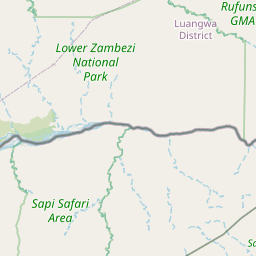 Rufuns
GMA
Luangwa
District
Lower Zambezi
National
Park
Sapi Safari
Area